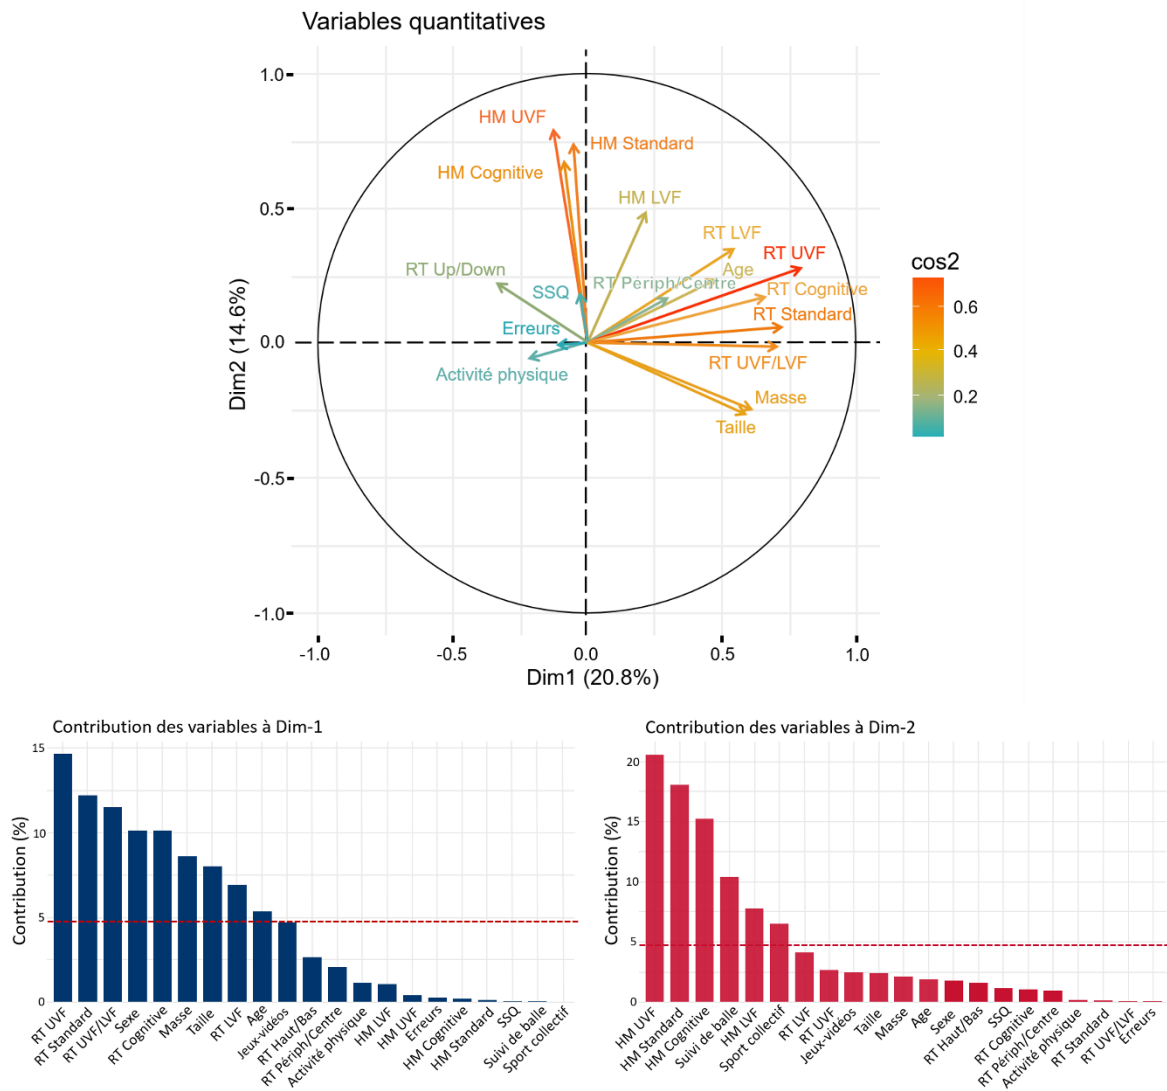 Variables quantitatives
1.0
HM UVF
HM Standard
HM Cognitive
0.5
HM LVF
RT LVF
RT UVF
cos2
RT Up/Down
Age
SSQ
RT Périph/Centre
RT Cognitive
0.6
Erreurs
RT Standard
0.0
0.4
RT UVF/LVF
Activité physique
0.2
Masse
Taille
Dim2 (14.6%)
-0.5
-1.0
-1.0
-0.5
0.0
0.5
1.0
Dim1 (20.8%)
Contribution des variables à Dim-1
Contribution (%)
15
10
5
0
RT UVF
RT Standard
RT UVF/LVF
Sexe
RT Cognitive
Masse
Taille
RT LVF
Age
Jeux-vidéos
RT Haut/Bas
RT Périph/Centre
Activité physique
HM LVF
HM UVF
Erreurs
HM Cognitive
HM Standard
SSQ
Suivi de balle
Sport collectif
Contribution des variables à Dim-2
Contribution (%)
20
15
10
5
0
HM UVF
HM Standard
HM Cognitive
Suivi de balle
HM LVF
Sport collectif
RT LVF
RT UVF
Jeux-vidéos
Taille
Masse
Age
Sexe
RT Haut/Bas
SSQ
RT Cognitive
RT Périph/Centre
Activité physique
RT Standard
RT UVF/LVF
Erreurs